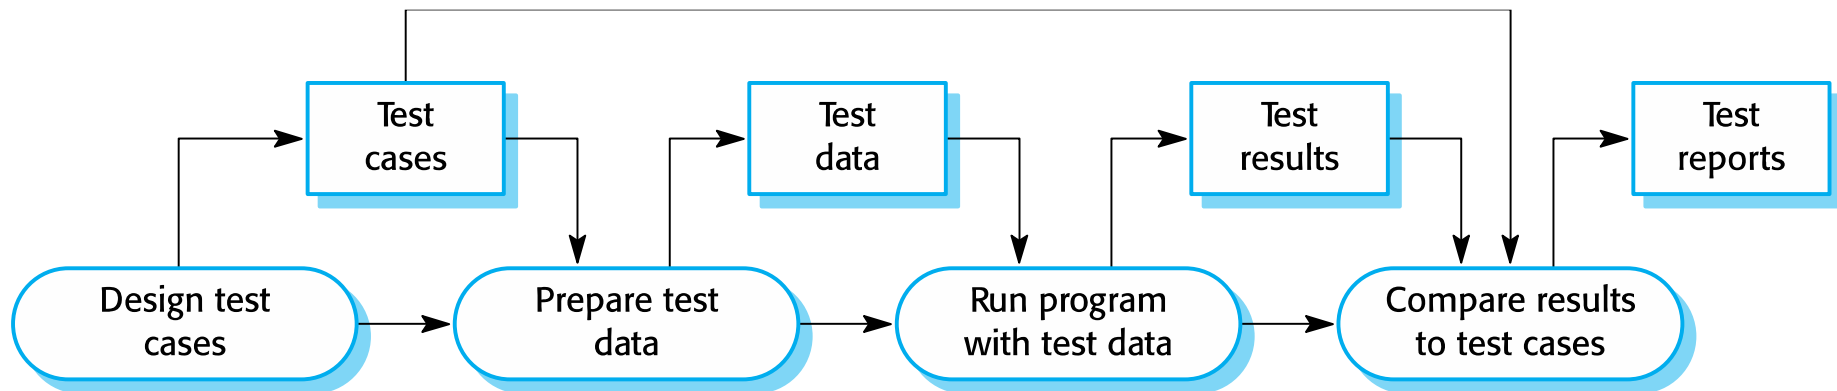 Test
cases
Test
data
Test
results
Test
reports
Design test
cases
Prepare test
data
Run program
with test data
Compare results
to test cases